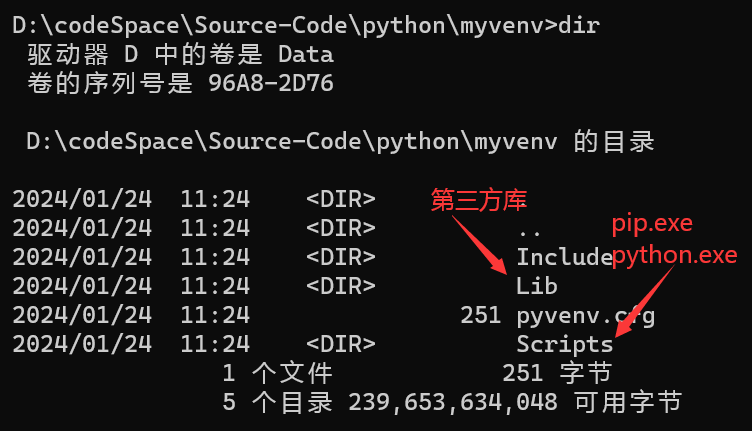 D:\codeSpace\Source-Code\python\myvenv>dir
驱动器 D 中的卷是 Data
卷的序列号是 96A8-2D76
D:\codeSpace\Source-Code\python\myvenv 的目录
2024/01/24  11:24    <DIR>          .
第三方库
2024/01/24  11:24    <DIR>          ..
pip.exe
2024/01/24  11:24    <DIR>          Include
python.exe
2024/01/24  11:24    <DIR>          Lib
2024/01/24  11:24               251 pyvenv.cfg
2024/01/24  11:24    <DIR>          Scripts
1 个文件            251 字节
5 个目录 239,653,634,048 可用字节